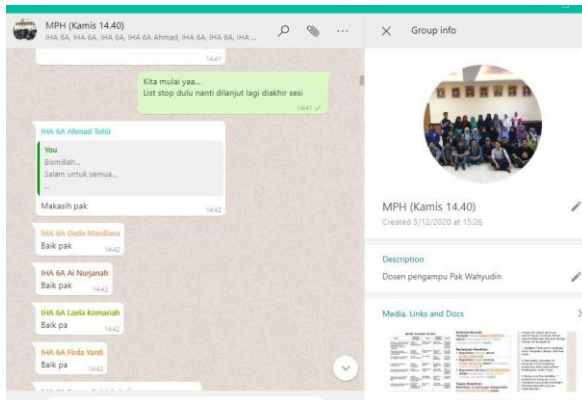 MPH (Kamis 14.40)
IHA 6A, IHA 6A, IHA 6A, IHA 6A Ahmad, IHA 6A, IHA 6A, IHA ...
14:41
Kita mulai yaa...
List stop dulu nanti dilanjut lagi diakhir sesi
14:41
IHA 6A Ahmad Tohir
You
Bismillah...
Salam untuk semua...
...
Makasih pak
14:42
IHA 6A Dede Mardiana
Baik pak
14:42
IHA 6A Ai Nurjanah
Baik pak
14:42
IHA 6A Laela Komariah
Baik pa
14:42
IHA 6A Firda Yanti
Baik pa
14:42
Group info
MPH (Kamis 14.40)
Created 3/12/2020 at 15:26
Description
Dosen pengampu Pak Wahyudin
Media, Links and Docs